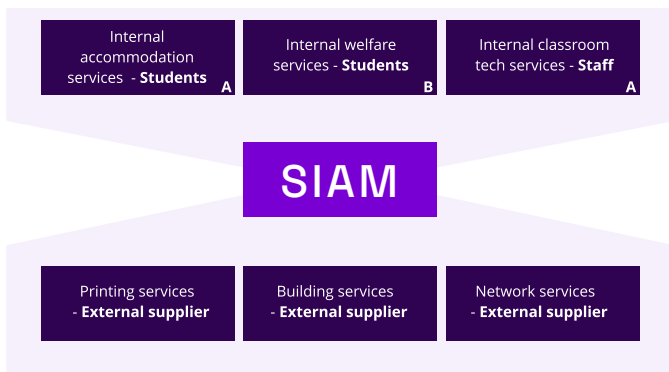 Internal
accommodation
services - Students
A
Internal welfare
services - Students
B
Internal classroom
tech services - Staff
A
SIAM
Printing services
- External supplier
Building services
- External supplier
Network services
- External supplier